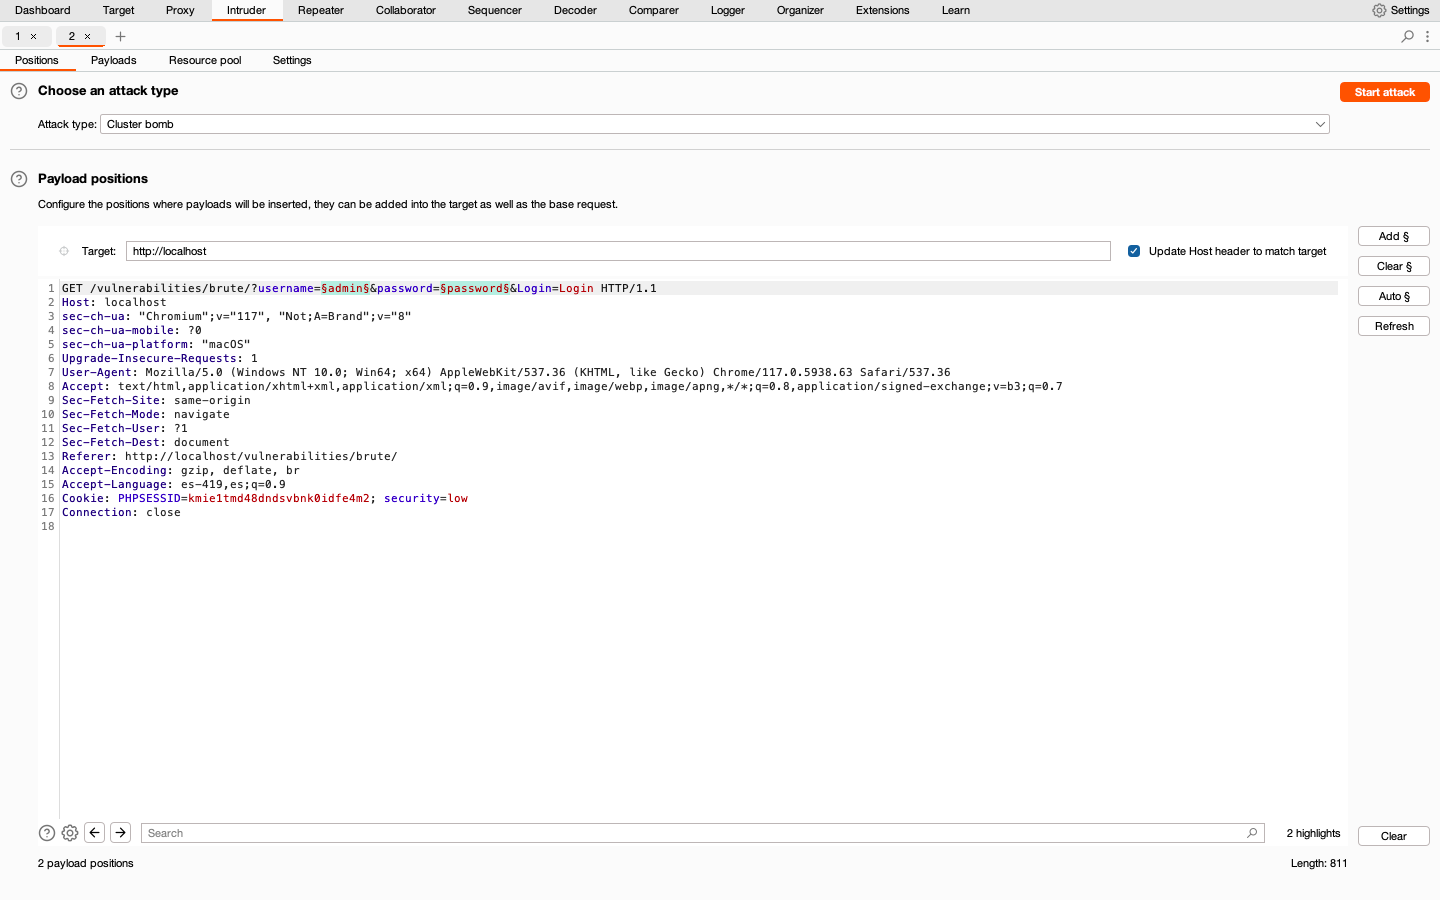 Dashboard Target Proxy Intruder Repeater Collaborator Sequencer Decoder Comparer Logger Organizer Extensions Learn Settings
1 × 2 × +
Positions Payloads Resource pool Settings
? Choose an attack type
Start attack
Attack type: Cluster bomb
? Payload positions
Configure the positions where payloads will be inserted, they can be added into the target as well as the base request.
Target: http://localhost Update Host header to match target
Add §
Clear §
Auto §
Refresh
1 GET /vulnerabilities/brute/?username=§admin§&password=§password§&Login=Login HTTP/1.1
2 Host: localhost
3 sec-ch-ua: "Chromium";v="117", "Not;A=Brand";v="8"
4 sec-ch-ua-mobile: ?0
5 sec-ch-ua-platform: "macOS"
6 Upgrade-Insecure-Requests: 1
7 User-Agent: Mozilla/5.0 (Windows NT 10.0; Win64; x64) AppleWebKit/537.36 (KHTML, like Gecko) Chrome/117.0.5938.63 Safari/537.36
8 Accept: text/html,application/xhtml+xml,application/xml;q=0.9,image/avif,image/webp,image/apng,*/*;q=0.8,application/signed-exchange;v=b3;q=0.7
9 Sec-Fetch-Site: same-origin
10 Sec-Fetch-Mode: navigate
11 Sec-Fetch-User: ?1
12 Sec-Fetch-Dest: document
13 Referer: http://localhost/vulnerabilities/brute/
14 Accept-Encoding: gzip, deflate, br
15 Accept-Language: es-419,es;q=0.9
16 Cookie: PHPSESSID=kmie1tmd48dndsvbnk0idfe4m2; security=low
17 Connection: close
18
? Search 2 highlights
Clear
2 payload positions
Length: 811